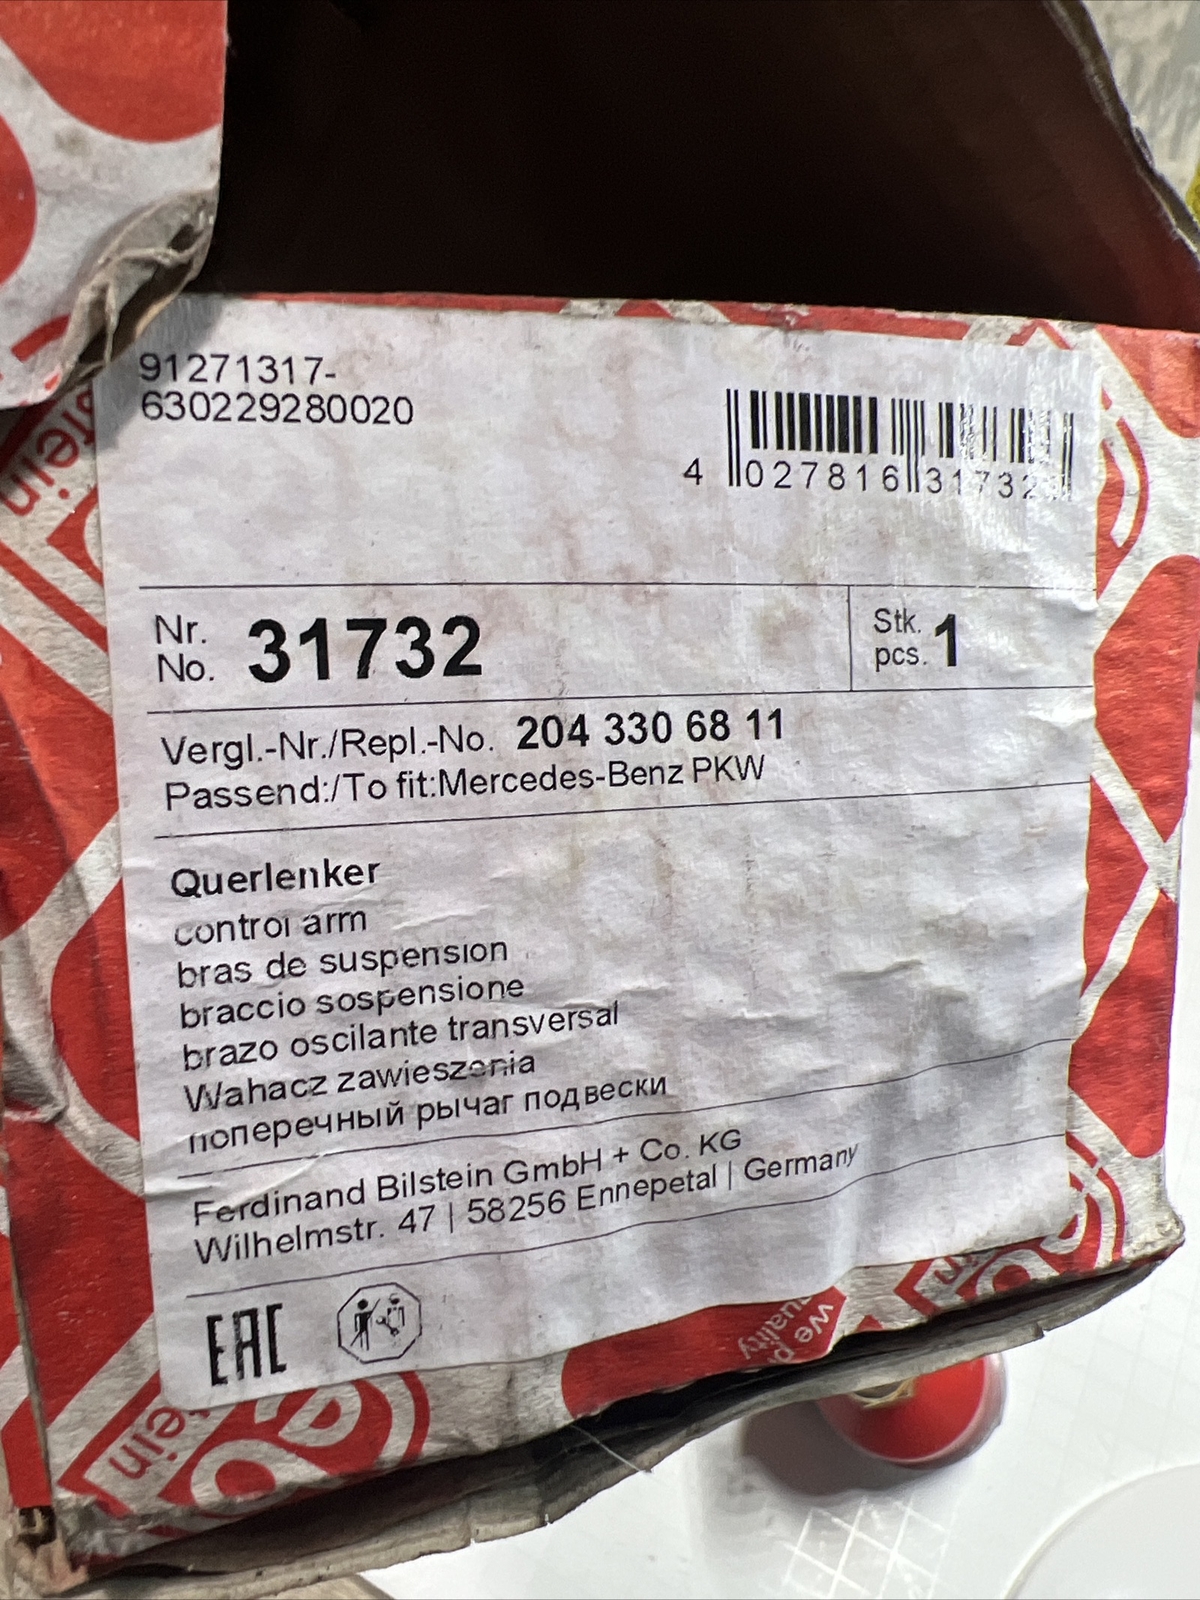 91271317-
630229280020
4 027816 31732
Nr.
No. 31732
Stk.
pcs. 1
Vergl.-Nr./Repl.-No. 204 330 68 11
Passend:/To fit:Mercedes-Benz PKW
Querlenker
control arm
bras de suspension
braccio sospensione
brazo oscilante transversal
Wahacz zawieszenia
поперечный рычаг подвески
Ferdinand Bilstein GmbH + Co. KG
Wilhelmstr. 47 | 58256 Ennepetal | Germany
EAC